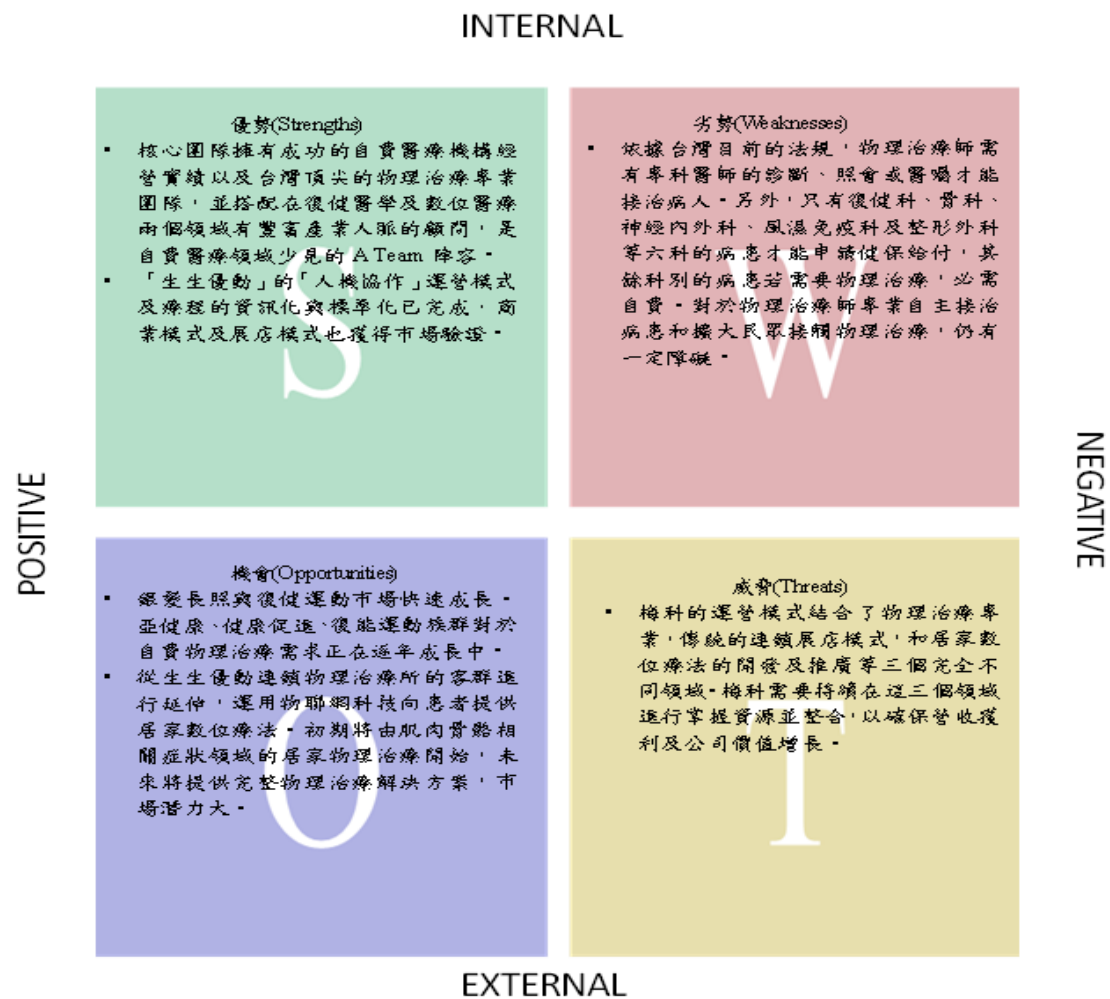 INTERNAL
優勢(Strengths)
▪ 核心團隊擁有成功的自費醫療機構經
營實績以及台灣頂尖的物理治療專業
團隊，並搭配在復健醫學及數位醫療
兩個領域有豐富產業人脈的顧問，是
自費醫療領域少見的 A Team 陣容。
▪ 「生生優動」的「人機協作」運營模式
及療程的資訊化與標準化已完成，商
業模式及展店模式也獲得市場驗證。
S
劣勢(Weaknesses)
▪ 依據台灣目前的法規，物理治療師需
有專科醫師的診斷、照會或醫囑才能
接治病人。另外，只有復健科、骨科、
神經內外科、風濕免疫科及整形外科
等六科的病患才能申請健保給付，其
餘科別的病患若需要物理治療，必需
自費。對於物理治療師專業自主接治
病患和擴大民眾接觸物理治療，仍有
一定障礙。
W
POSITIVE
NEGATIVE
機會(Opportunities)
▪ 銀髮長照與復健運動市場快速成長。
亞健康、健康促進、復能運動族群對於
自費物理治療需求正在逐年成長中。
▪ 從生生優動連鎖物理治療所的客群進
行延伸，運用物聯網科技向患者提供
居家數位療法。初期將由肌肉骨骼相
關症狀領域的居家物理治療開始，未
來將提供完整物理治療解決方案，市
場潛力大。
O
威脅(Threats)
▪ 梅科的運營模式結合了物理治療專
業，傳統的連鎖展店模式，和居家數
位療法的開發及推廣等三個完全不
同領域。梅科需要持續在這三個領域
進行掌握資源並整合，以確保營收獲
利及公司價值增長。
T
EXTERNAL